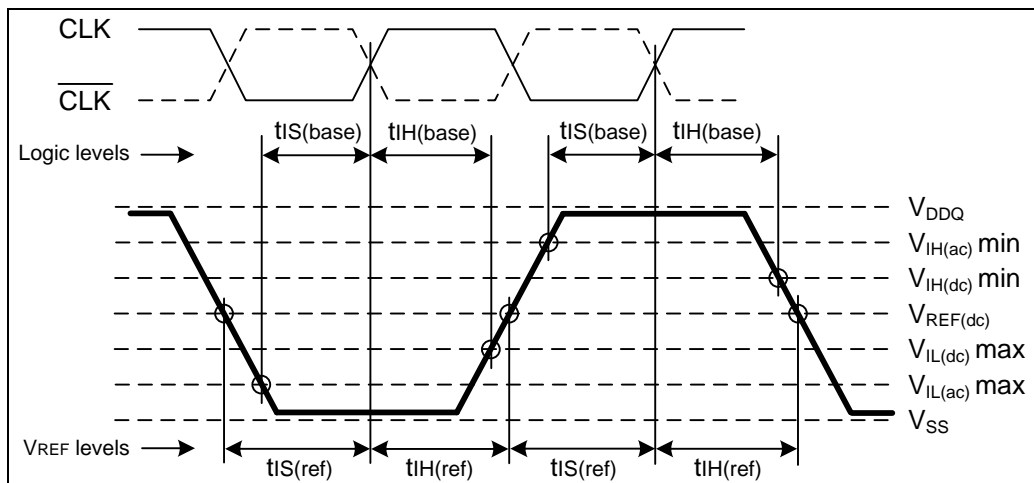 CLK
CLK
tIS(base) tIH(base) tIS(base) tIH(base)
Logic levels
VDDQ
VIH(ac) min
VIH(dc) min
VREF(dc)
VIL(dc) max
VIL(ac) max
VSS
VREF levels
tIS(ref) tIH(ref) tIS(ref) tIH(ref)